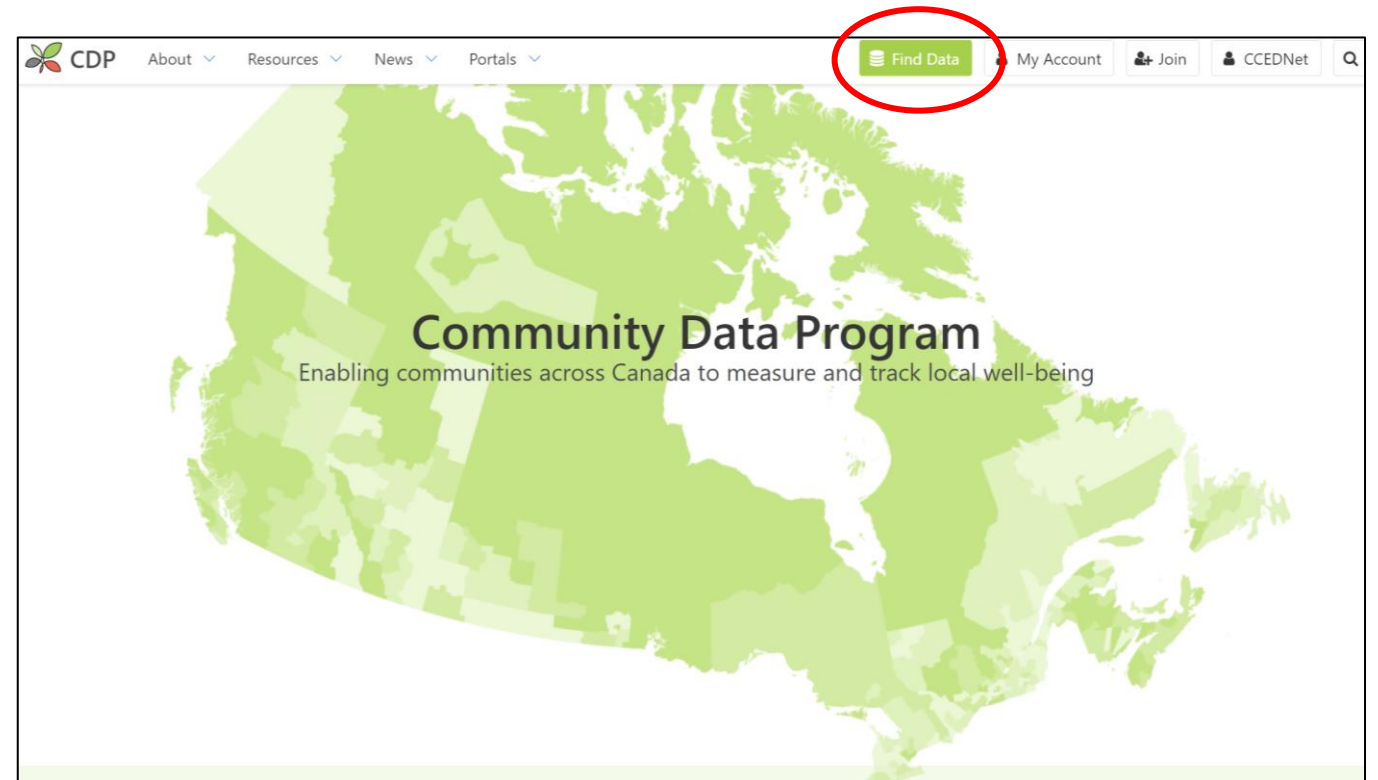 CDP About Resources News Portals Find Data My Account Join CCEDNet
Community Data Program
Enabling communities across Canada to measure and track local well-being